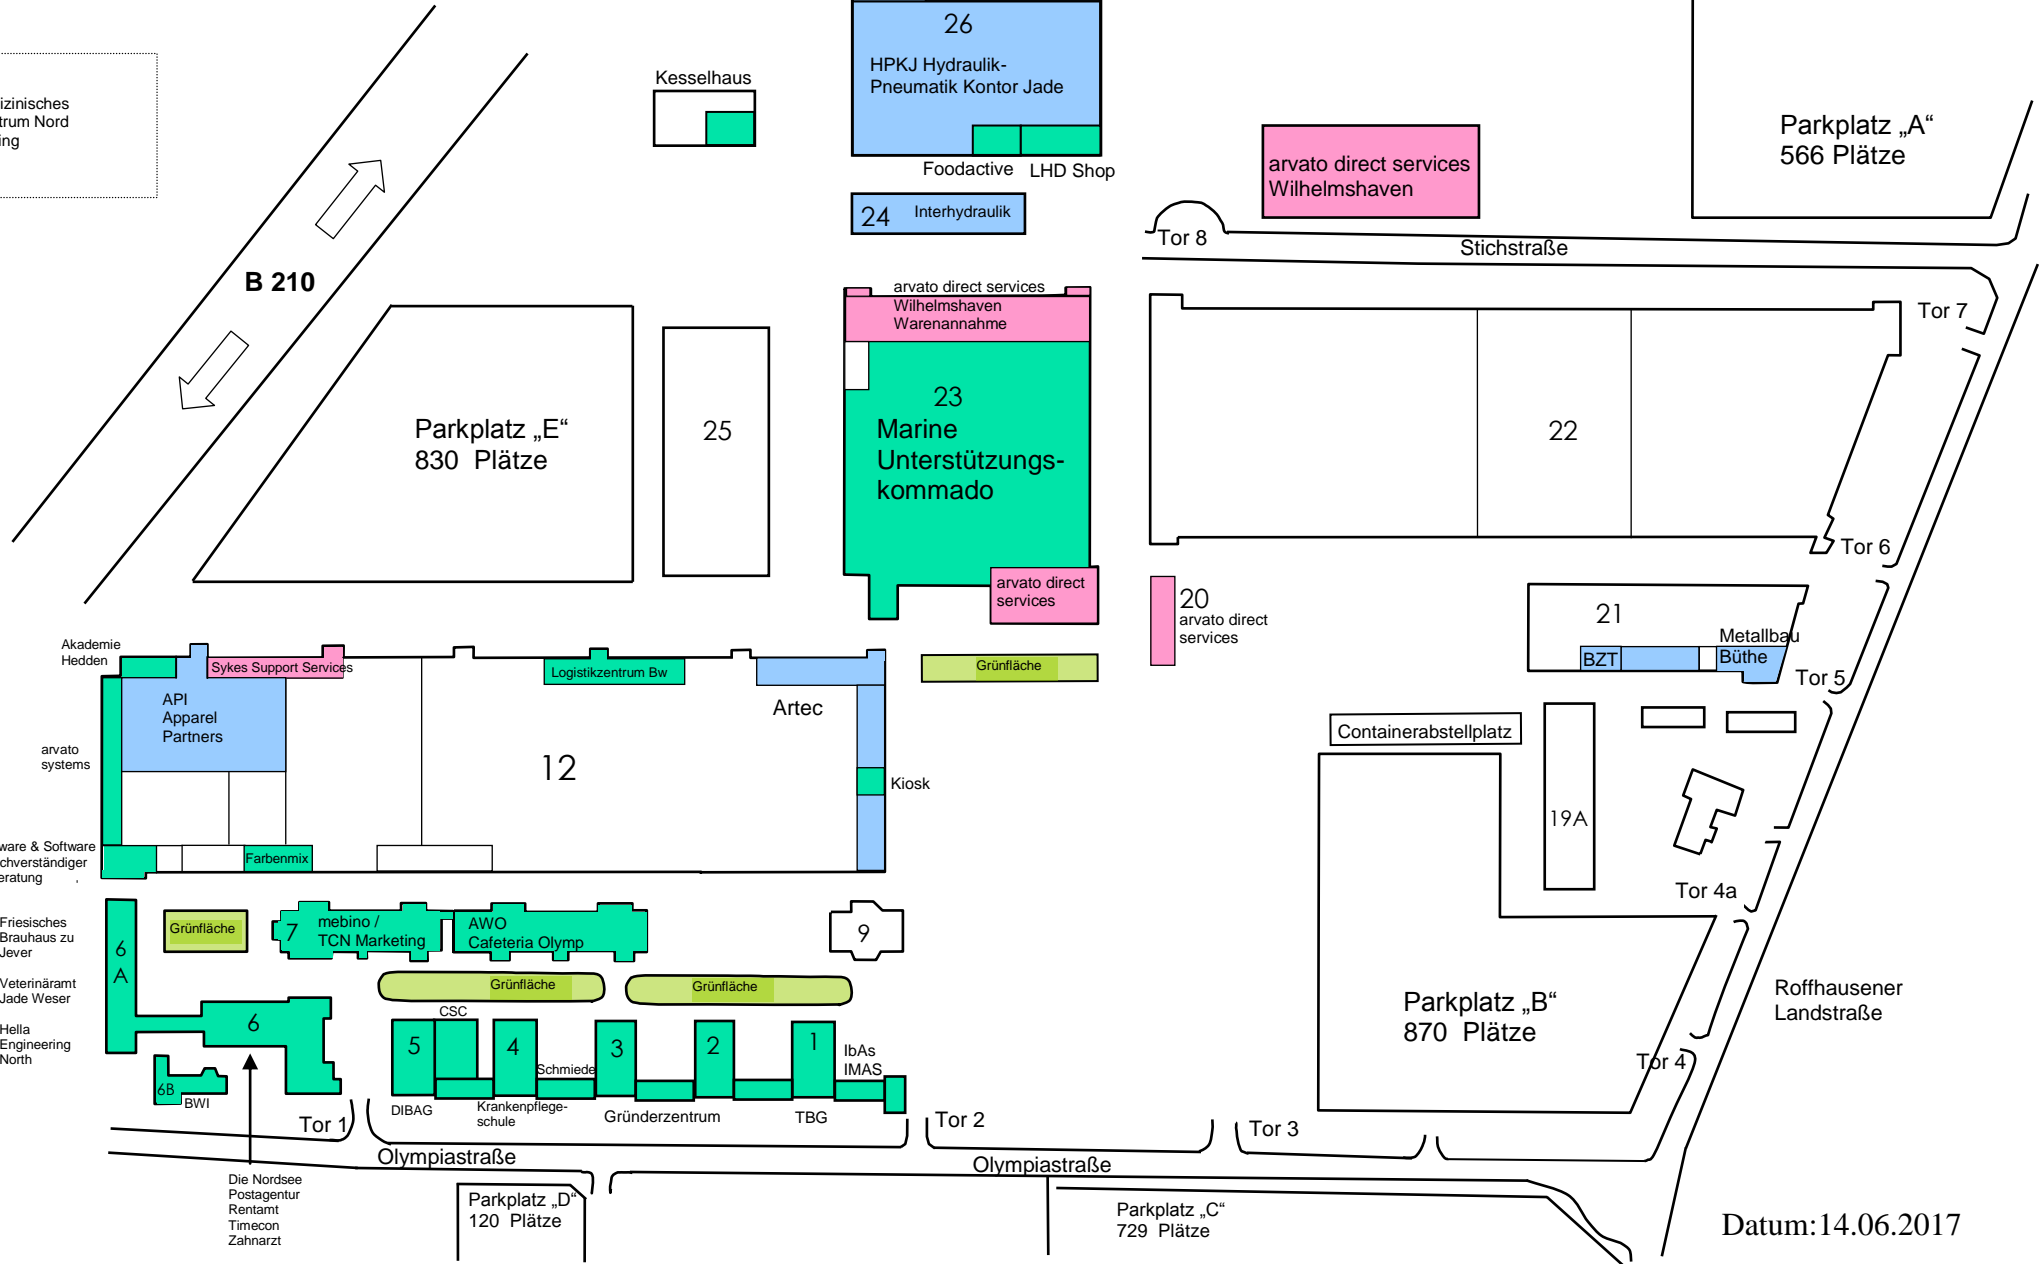 26
HPKJ Hydraulik-
Pneumatik Kontor Jade
Kesselhaus
Foodactive
LHD Shop
24
Interhydraulik
arvato direct services
Wilhelmshaven
Parkplatz „A“
566 Plätze
izinisches
trum Nord
ing
B 210
Tor 8
Stichstraße
Tor 7
arvato direct services
Wilhelmshaven
Warenannahme
23
Marine
Unterstützungs-
kommado
Parkplatz „E“
830 Plätze
25
22
Tor 6
arvato direct
services
20
arvato direct
services
21
Metallbau
Büthe
BZT
Tor 5
Akademie
Hedden
Sykes Support Services
Logistikzentrum Bw
Grünfläche
API
Apparel
Partners
Artec
arvato
systems
12
Kiosk
Containerabstellplatz
19A
ware & Software
chverständiger
eratung ,
Farbenmix
Tor 4a
Friesisches
Brauhaus zu
Jever
Veterinäramt
Jade Weser
Hella
Engineering
North
6
A
Grünfläche
7
mebino /
TCN Marketing
AWO
Cafeteria Olymp
9
Grünfläche
Grünfläche
6
6B
BWI
CSC
5
4
3
2
1
IbAs
IMAS
Schmiede
DIBAG
Krankenpflege-
schule
Gründerzentrum
TBG
Parkplatz „B“
870 Plätze
Roffhausener
Landstraße
Tor 4
Tor 1
Tor 2
Tor 3
Olympiastraße
Olympiastraße
Die Nordsee
Postagentur
Rentamt
Timecon
Zahnarzt
Parkplatz „D“
120 Plätze
Parkplatz „C“
729 Plätze
Datum:14.06.2017